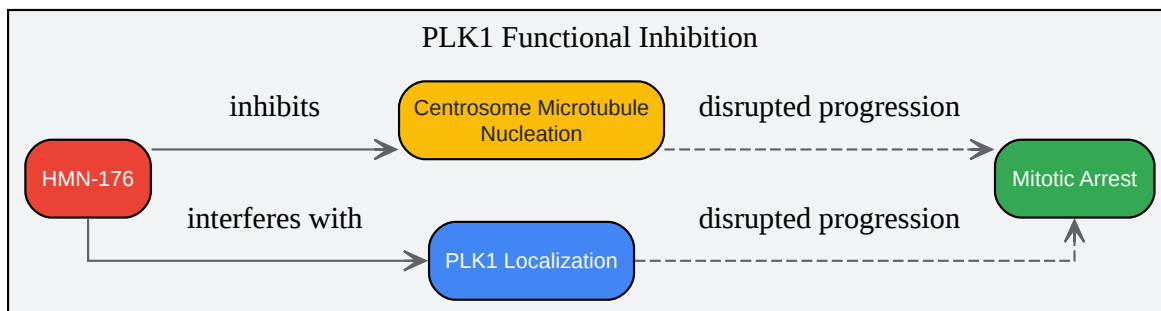 PLK1 Functional Inhibition
inhibits
Centrosome Microtubule
Nucleation
disrupted progression
HMN-176
Mitotic Arrest
interferes with
PLK1 Localization
disrupted progression